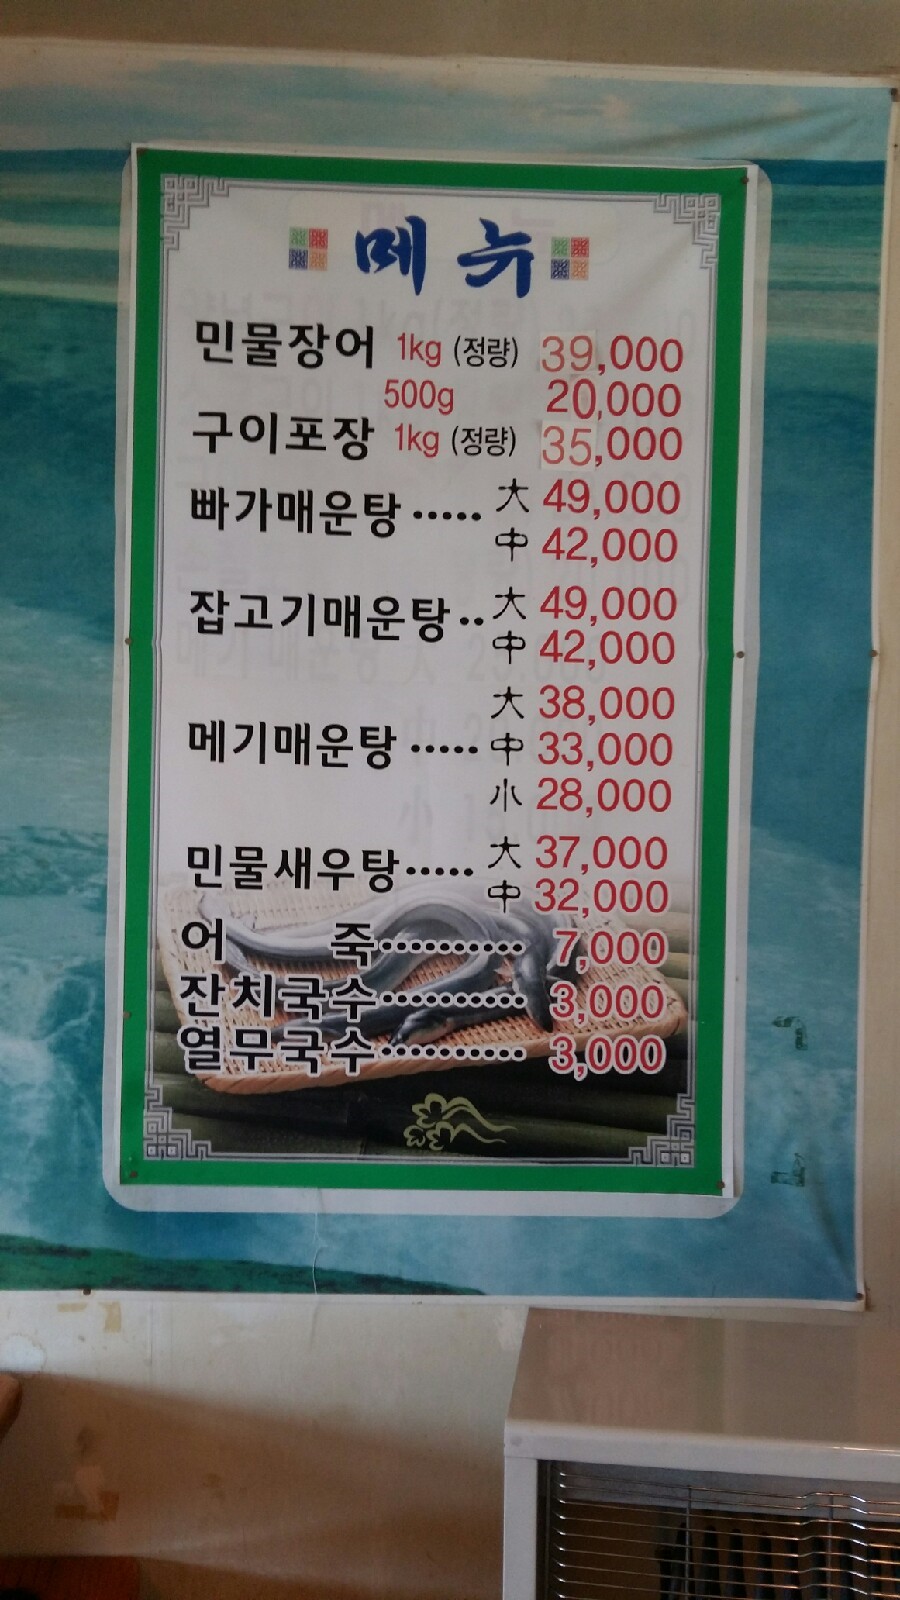 메뉴
민물장어 1kg (정량) 39,000
500g 20,000
구이포장 1kg (정량) 35,000
빠가매운탕 ····· 大 49,000
中 42,000
잡고기매운탕 ·· 大 49,000
中 42,000
大 38,000
메기매운탕 ····· 中 33,000
小 28,000
민물새우탕 ····· 大 37,000
中 32,000
어 죽 ·········· 7,000
잔치국수 ·········· 3,000
열무국수 ·········· 3,000